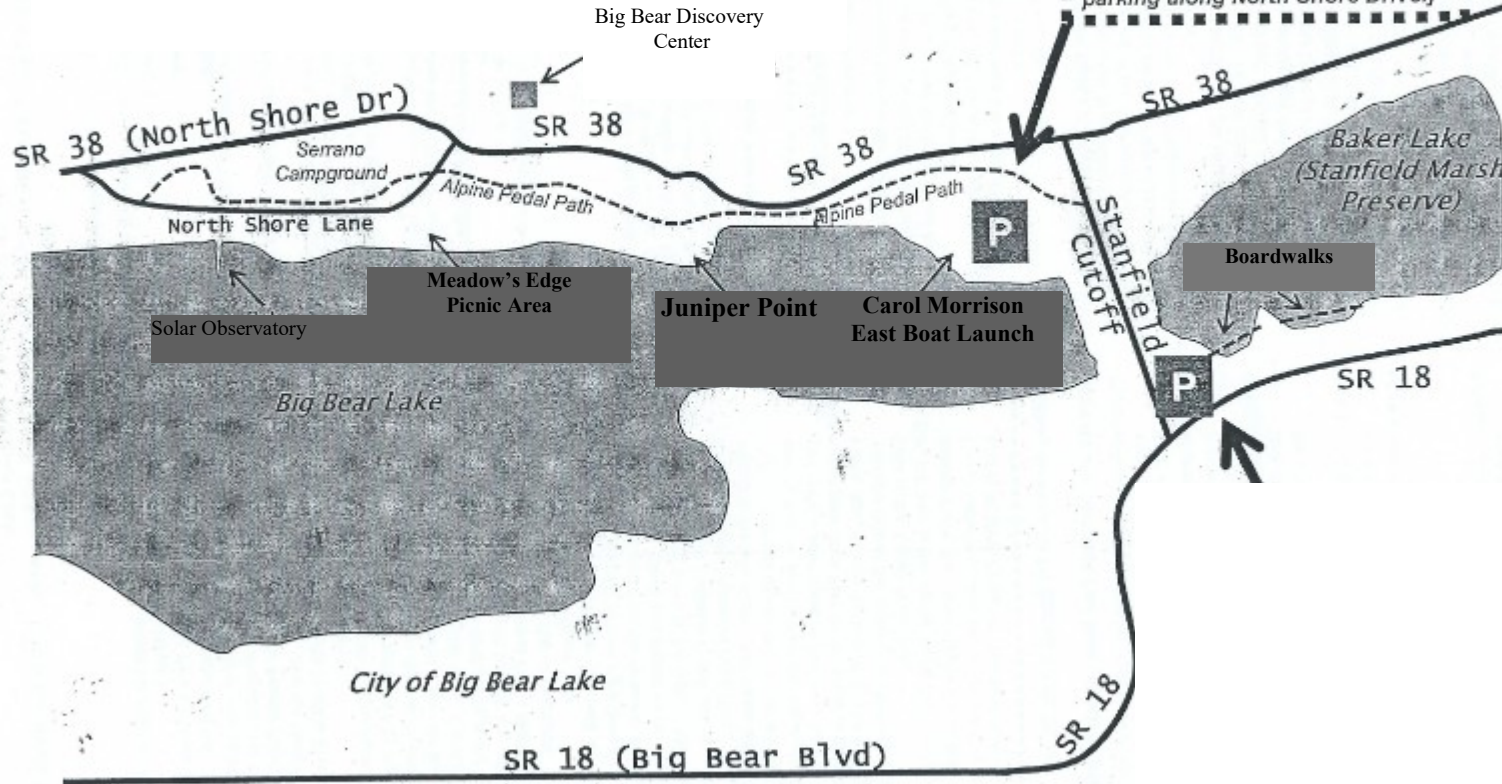 Big Bear Discovery
Center
parking along North Shore Drive)
SR 38 (North Shore Dr)
SR 38
SR 38
SR 38
Serrano
Campground
Baker Lake
(Stanfield Marsh
Preserve)
Alpine Pedal Path
Alpine Pedal Path
North Shore Lane
P
Stanfield
Cutoff
Boardwalks
Meadow's Edge
Picnic Area
Juniper Point
Carol Morrison
East Boat Launch
Solar Observatory
P
SR 18
Big Bear Lake
City of Big Bear Lake
SR 18
SR 18 (Big Bear Blvd)